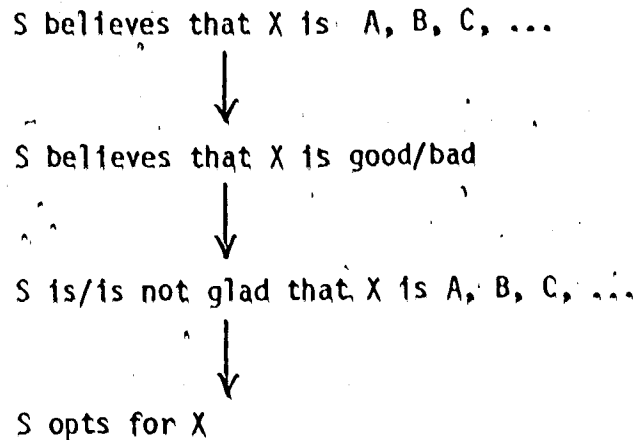 S believes that X is A, B, C, ...
S believes that X is good/bad
S is/is not glad that X is A, B, C, ...
S opts for X